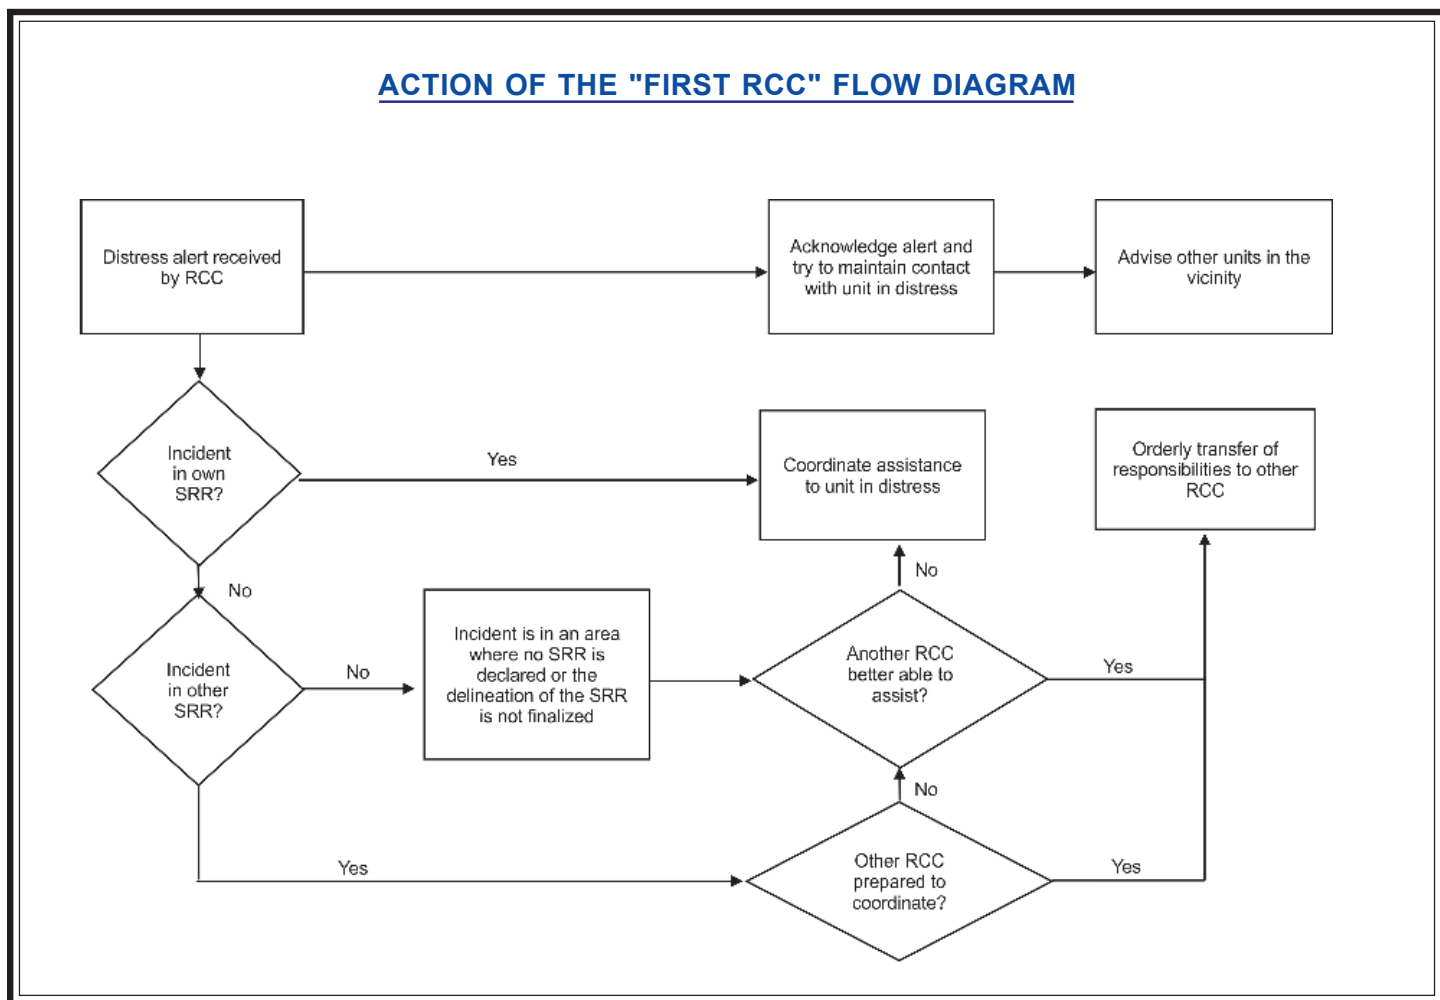 ACTION OF THE "FIRST RCC" FLOW DIAGRAM
Distress alert received
by RCC
Acknowledge alert and
try to maintain contact
with unit in distress
Advise other units in the
vicinity
Incident
in own
SRR?
Yes
Coordinate assistance
to unit in distress
Orderly transfer of
responsibilities to other
RCC
No
No
Incident
in other
SRR?
No
Incident is in an area
where no SRR is
declared or the
delineation of the SRR
is not finalized
Another RCC
better able to
assist?
Yes
No
Yes
Other RCC
prepared to
coordinate?
Yes